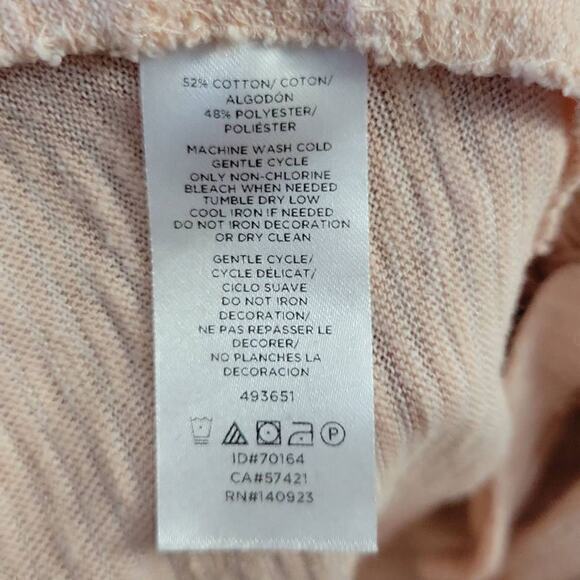 52% COTTON/ COTON/
ALGODÓN
48% POLYESTER/
POLIÉSTER
MACHINE WASH COLD
GENTLE CYCLE
ONLY NON-CHLORINE
BLEACH WHEN NEEDED
TUMBLE DRY LOW
COOL IRON IF NEEDED
DO NOT IRON DECORATION
OR DRY CLEAN
GENTLE CYCLE/
CYCLE DÉLICAT/
CICLO SUAVE
DO NOT IRON
DECORATION/
NE PAS REPASSER LE
DECORER/
NO PLANCHES LA
DECORACION
493651
P
ID#70164
CA#57421
RN#140923